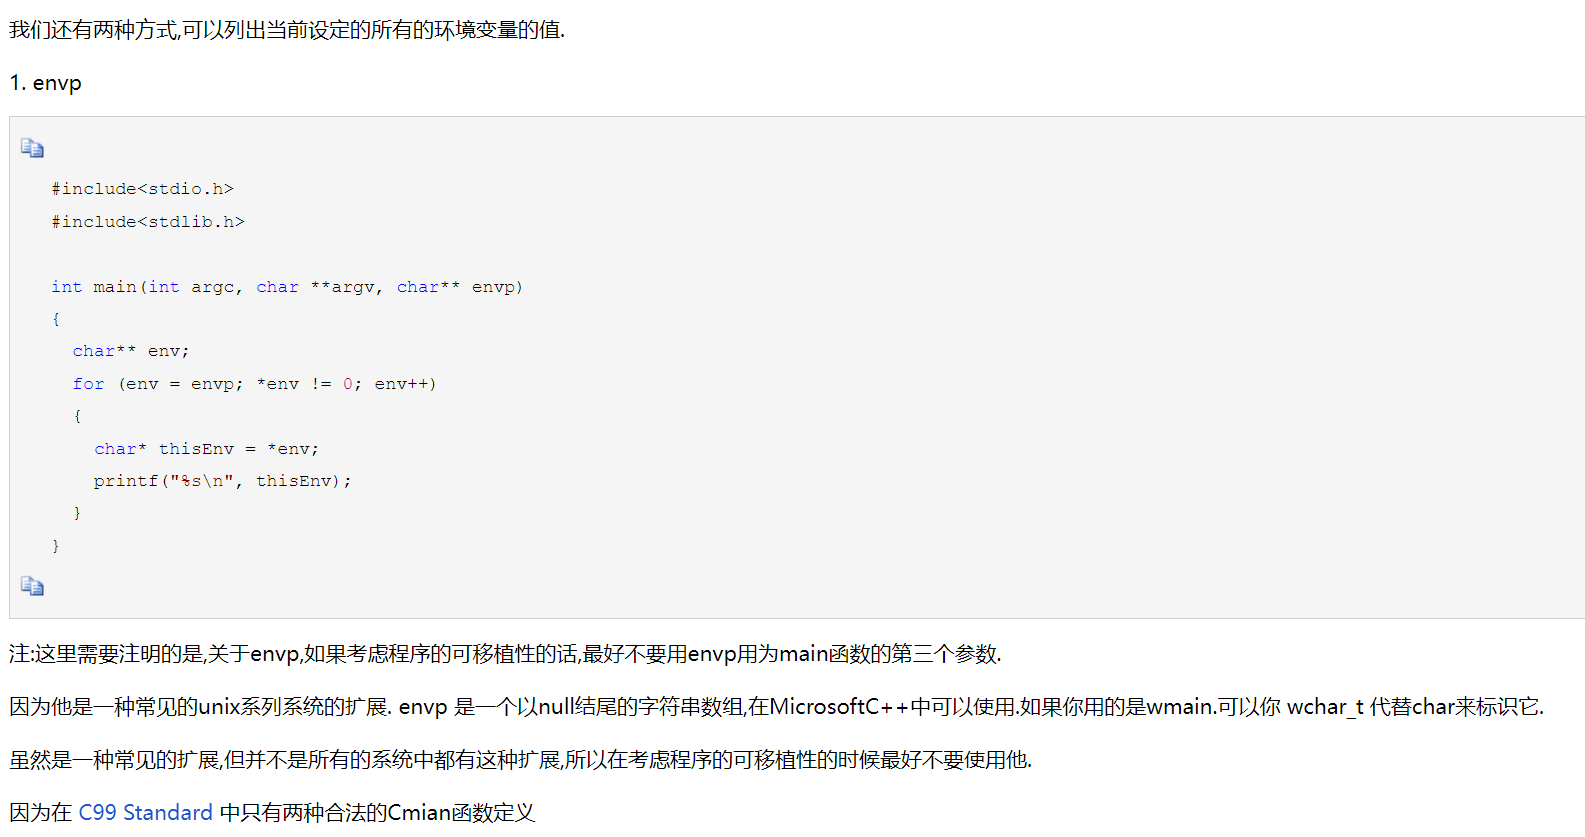 我们还有两种方式,可以列出当前设定的所有的环境变量的值.
1. envp
#include<stdio.h>
#include<stdlib.h>
int main(int argc, char **argv, char** envp)
{
char** env;
for (env = envp; *env != 0; env++)
{
char* thisEnv = *env;
printf("%s\n", thisEnv);
}
}
注:这里需要注明的是,关于envp,如果考虑程序的可移植性的话,最好不要用envp用为main函数的第三个参数.
因为他是一种常见的unix系列系统的扩展. envp 是一个以null结尾的字符串数组,在MicrosoftC++中可以使用.如果你用的是wmain.可以你 wchar_t 代替char来标识它.
虽然是一种常见的扩展,但并不是所有的系统中都有这种扩展,所以在考虑程序的可移植性的时候最好不要使用他.
因为在 C99 Standard 中只有两种合法的Cmian函数定义